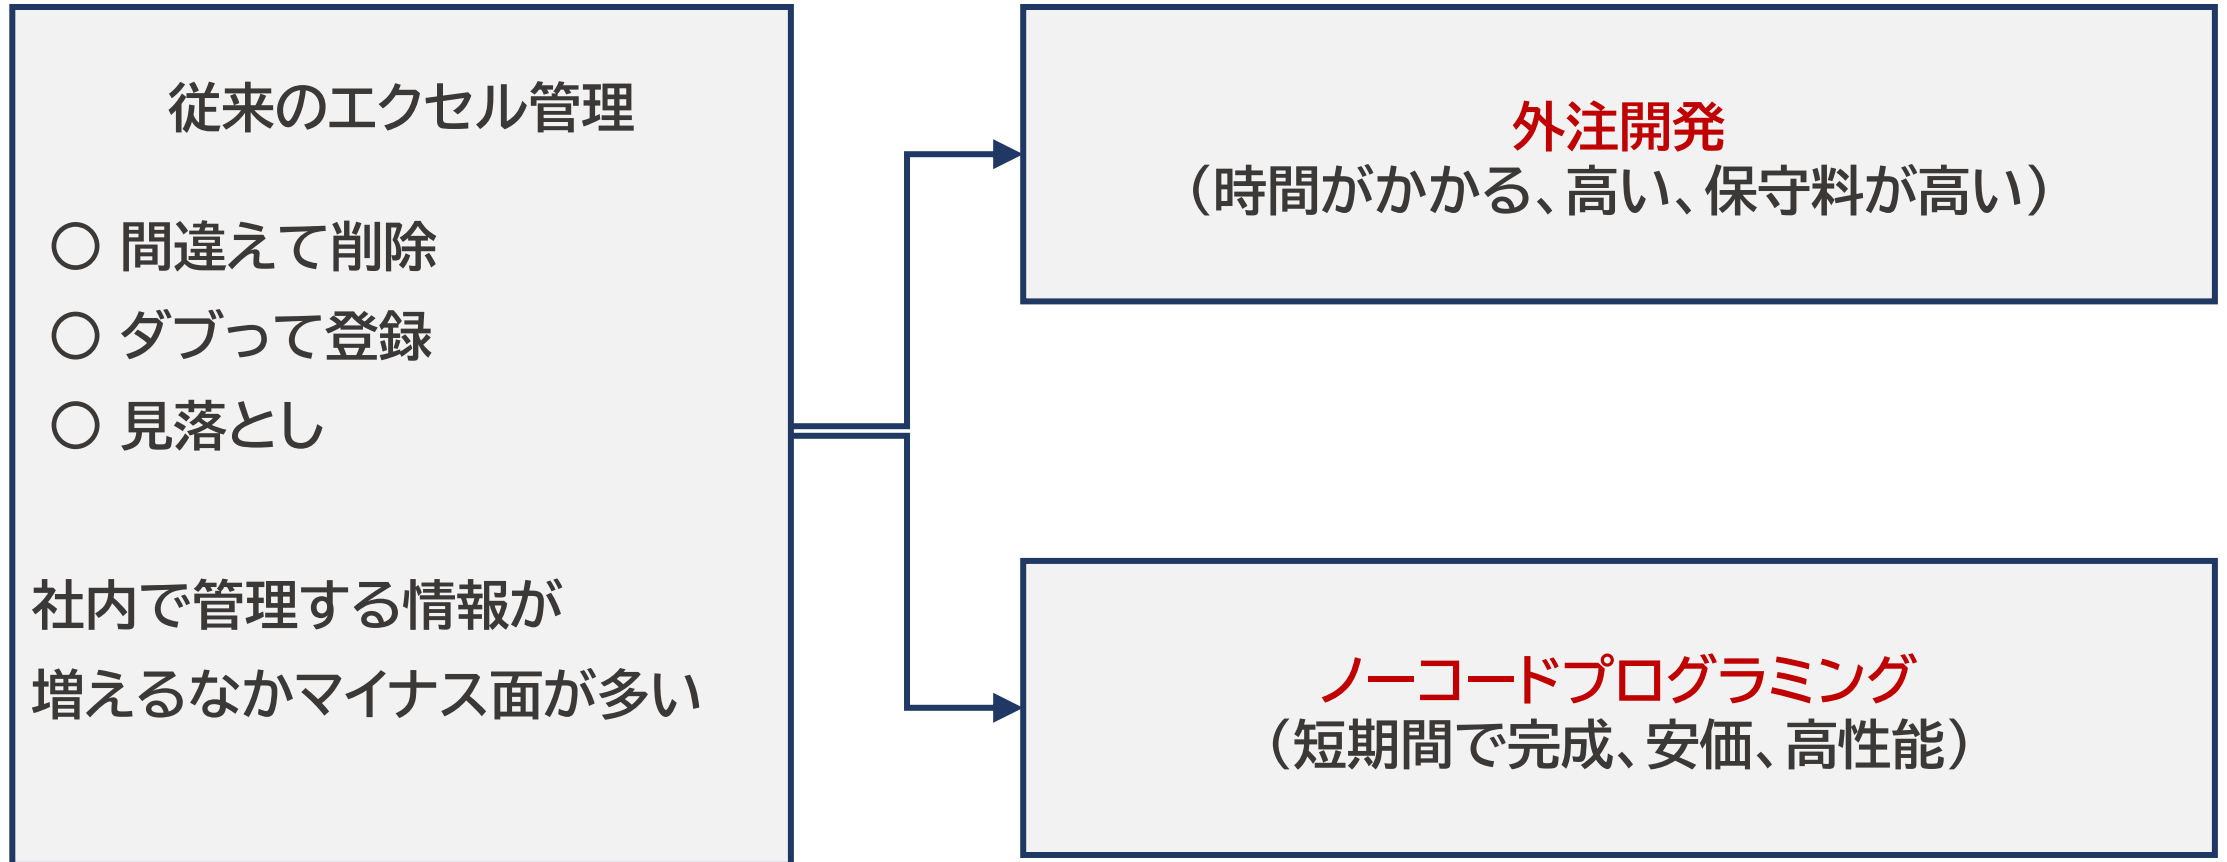 従来のエクセル管理
○ 間違えて削除
○ ダブって登録
○ 見落とし
社内で管理する情報が
増えるなかマイナス面が多い
外注開発
（時間がかかる、高い、保守料が高い）
ノーコードプログラミング
（短期間で完成、安価、高性能）